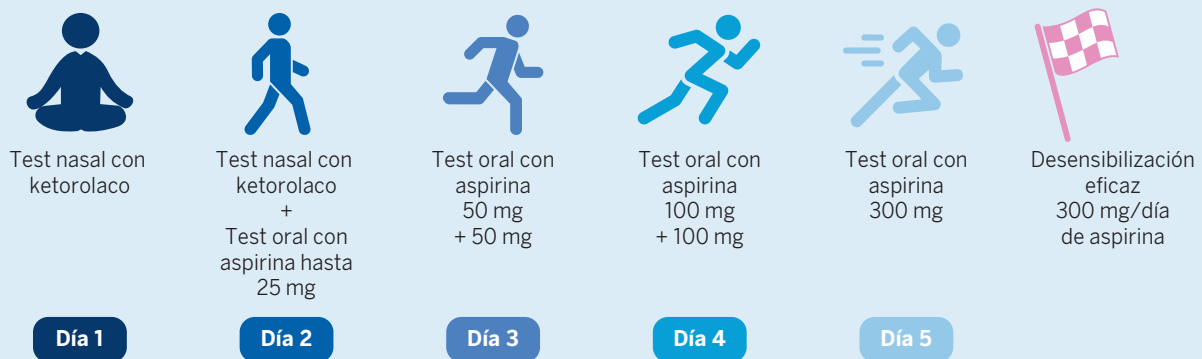 Test nasal con
ketorolaco
Test nasal con
ketorolaco
+
Test oral con
aspirina hasta
25 mg
Test oral con
aspirina
50 mg
+ 50 mg
Test oral con
aspirina
100 mg
+ 100 mg
Test oral con
aspirina
300 mg
Desensibilización
eficaz
300 mg/día
de aspirina
Día 1
Día 2
Día 3
Día 4
Día 5